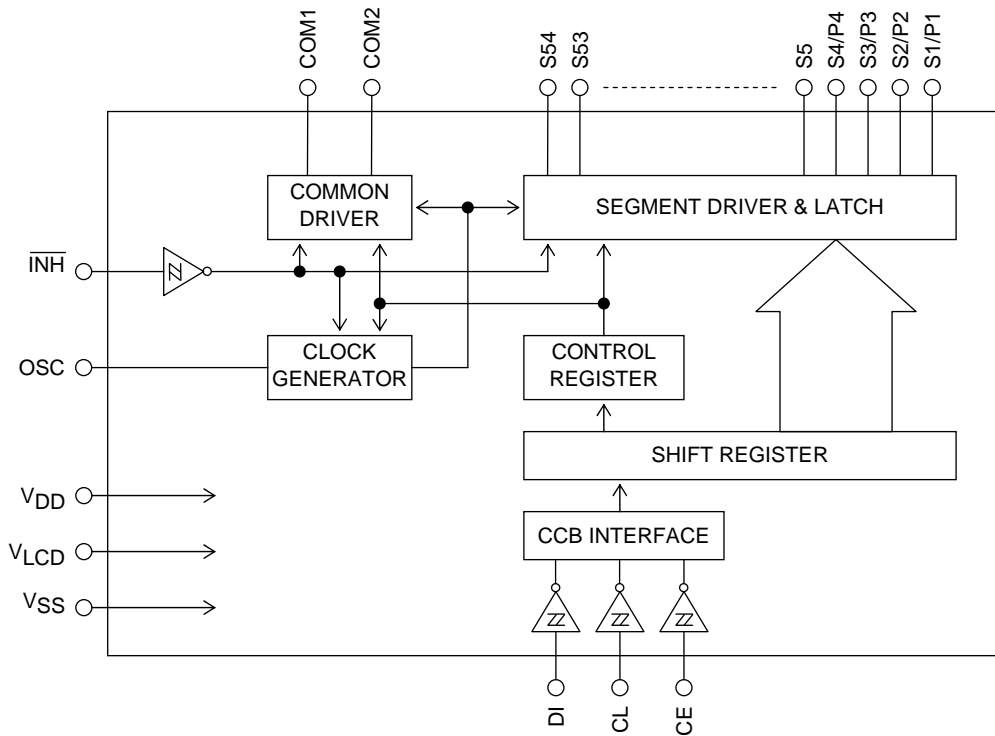 COM1
COM2
S54
S53
S5
S4/P4
S3/P3
S2/P2
S1/P1
COMMON
DRIVER
SEGMENT DRIVER & LATCH
INH
OSC
CLOCK
GENERATOR
CONTROL
REGISTER
SHIFT REGISTER
VDD
VLCD
VSS
CCB INTERFACE
DI
CL
CE